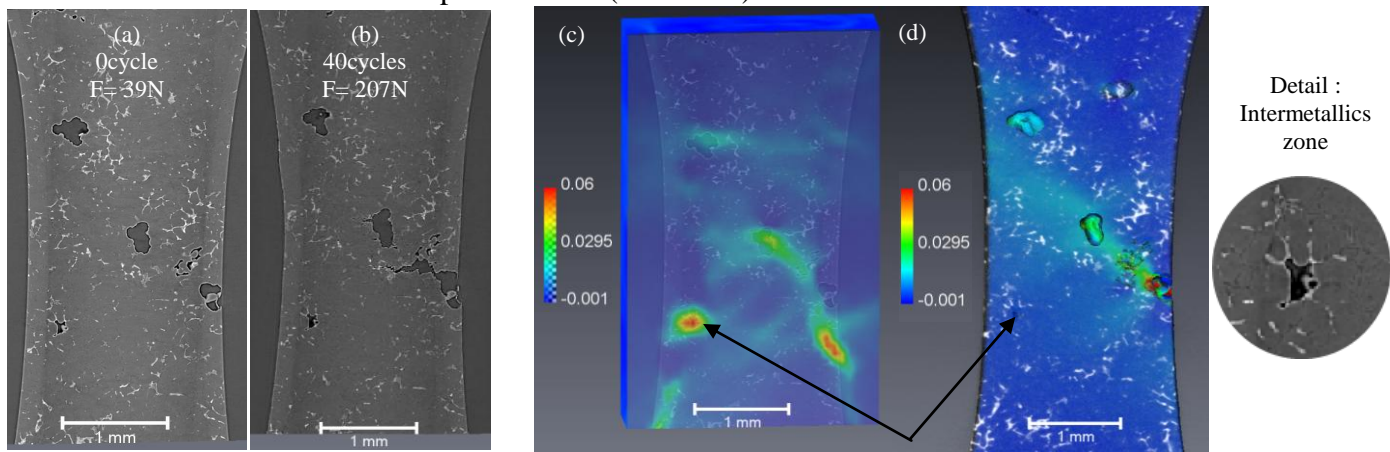 (a)
0cycle
F= 39N
1 mm
(b)
40cycles
F= 207N
1 mm
(c)
0.06
0.0295
-0.001
1 mm
(d)
0.06
0.0295
-0.001
1 mm
Detail :
Intermetallics
zone